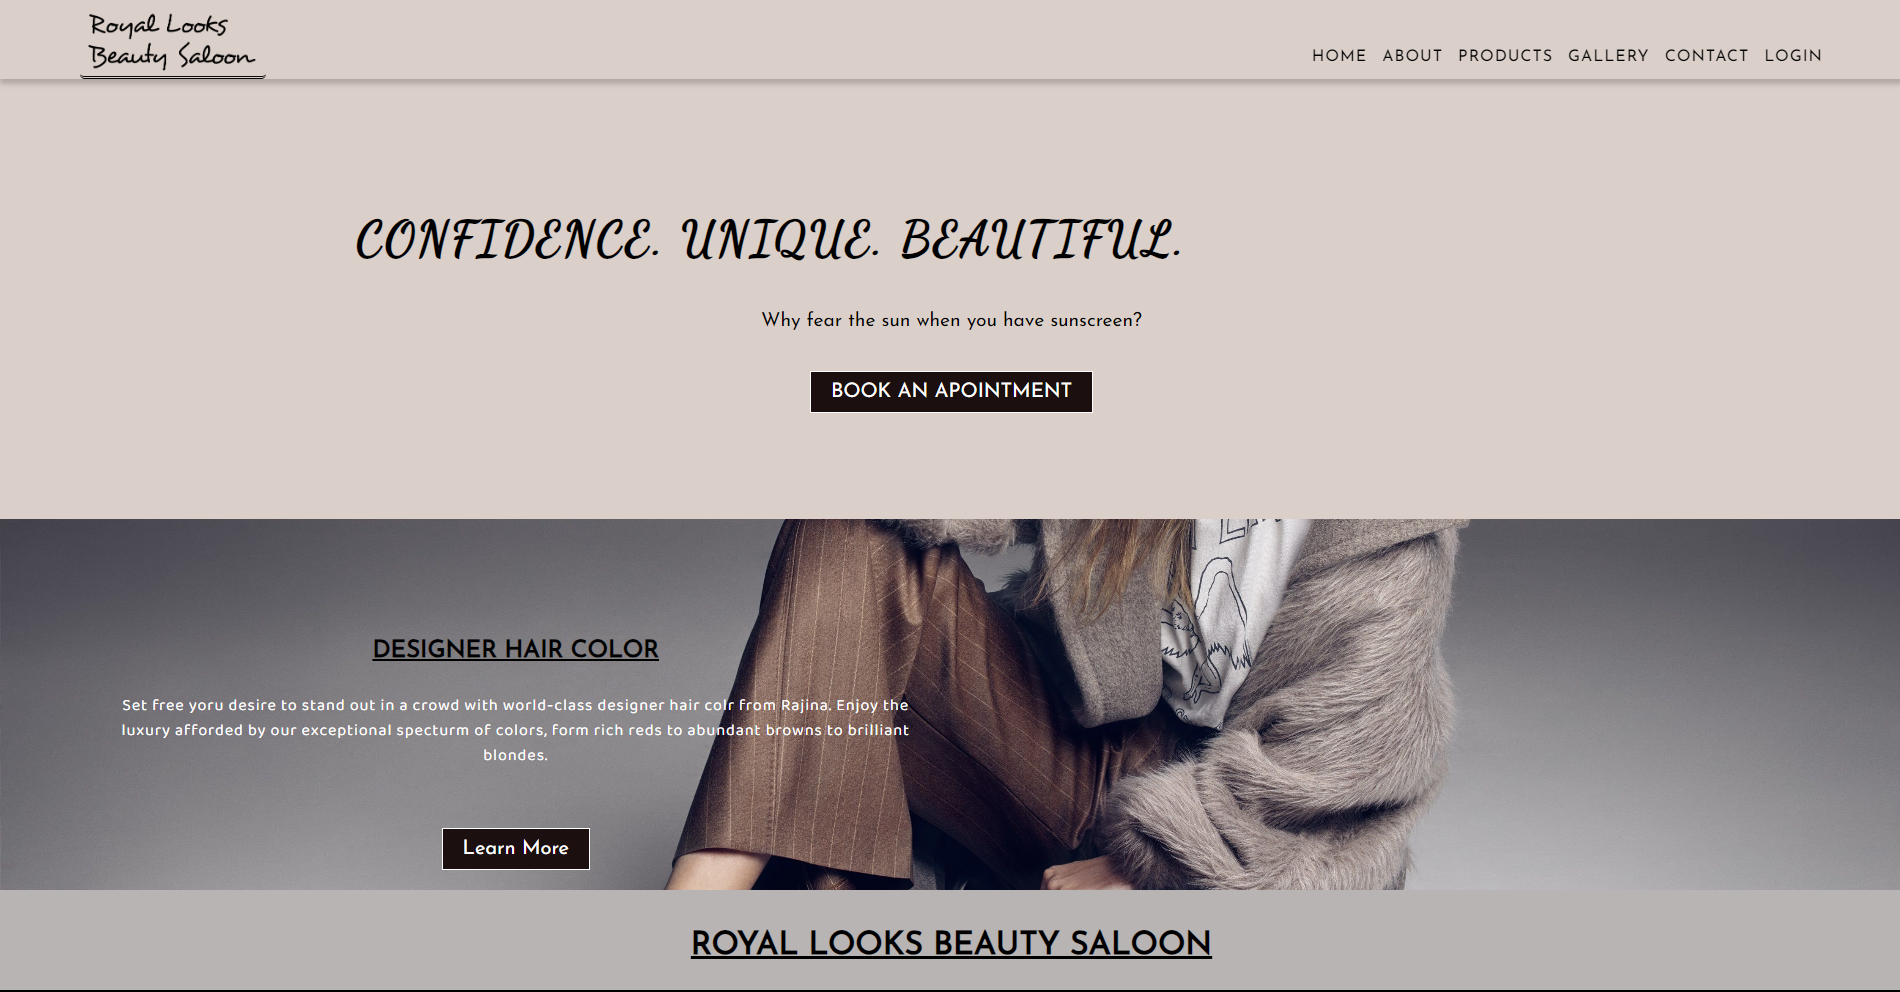 Royal Looks
Beauty Saloon
HOME ABOUT PRODUCTS GALLERY CONTACT LOGIN
CONFIDENCE. UNIQUE. BEAUTIFUL.
Why fear the sun when you have sunscreen?
BOOK AN APOINTMENT
DESIGNER HAIR COLOR
Set free yoru desire to stand out in a crowd with world-class designer hair colr from Rajina. Enjoy the
luxury afforded by our exceptional specturm of colors, form rich reds to abundant browns to brilliant
blondes.
Learn More
ROYAL LOOKS BEAUTY SALOON